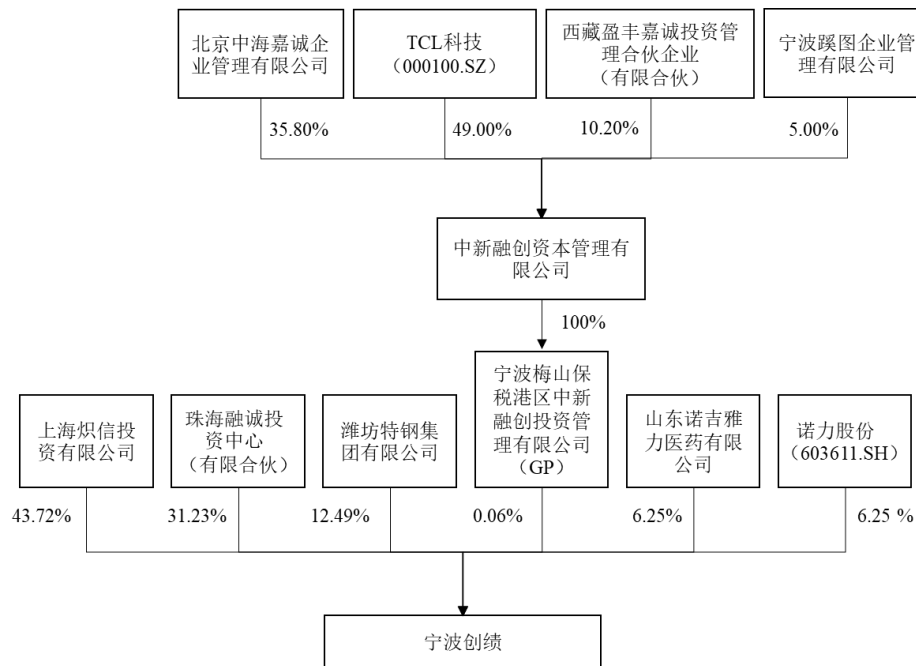 北京中海嘉诚企
业管理有限公司
TCL科技
（000100.SZ）
西藏盈丰嘉诚投资管
理合伙企业
（有限合伙）
宁波蹊图企业管
理有限公司
35.80%
49.00%
10.20%
5.00%
中新融创资本管理有
限公司
100%
上海炽信投
资有限公司
珠海融诚投
资中心
（有限合伙）
潍坊特钢集
团有限公司
宁波梅山保
税港区中新
融创投资管
理有限公司
（GP）
山东诺吉雅
力医药有限
公司
诺力股份
（603611.SH）
43.72%
31.23%
12.49%
0.06%
6.25%
6.25 %
宁波创绩